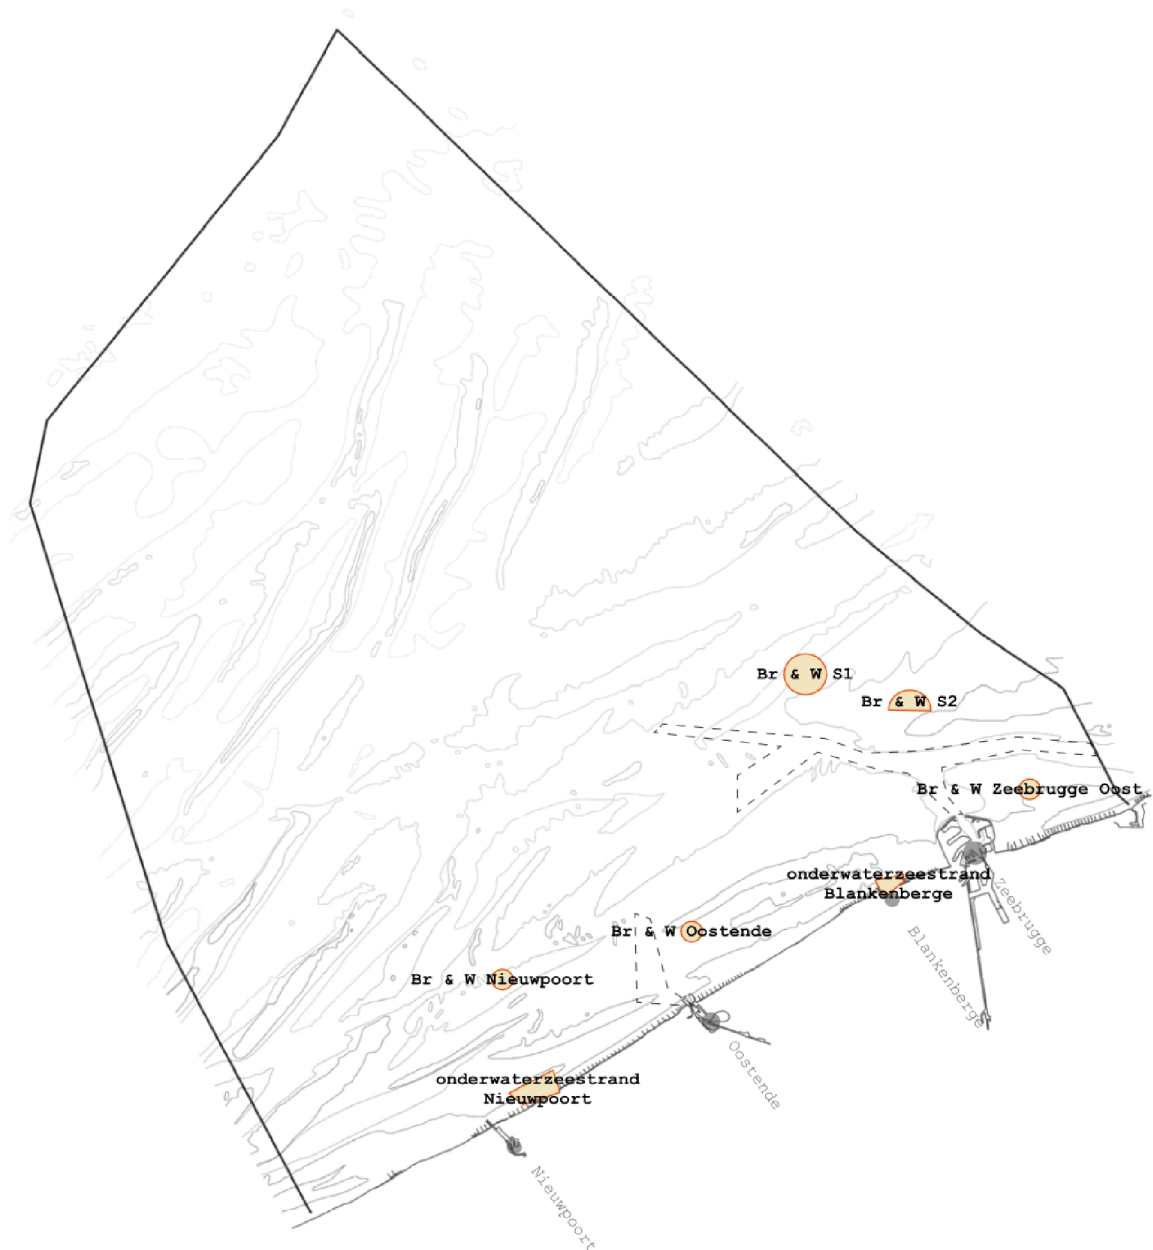 Br & W S1
Br & W S2
Br & W Zeebrugge Oost
onderwaterzeestrand
Blankenberge
Zeebrugge
Br & W Oostende
Blankenberge
Br & W Nieuwpoort
Oostende
onderwaterzeestrand
Nieuwpoort
Nieuwpoort